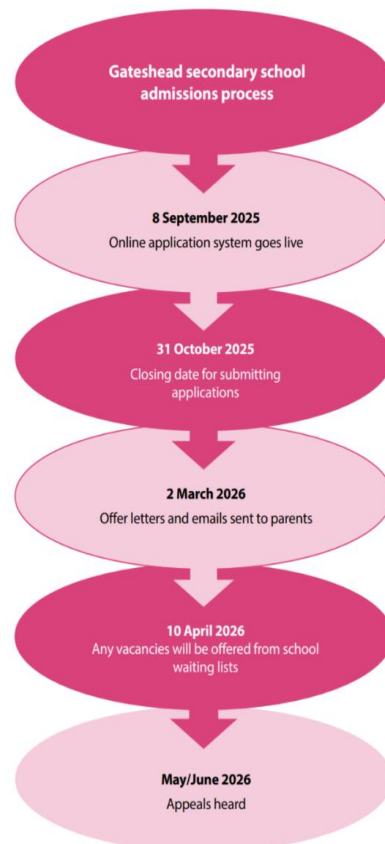 Gateshead secondary school
admissions process
8 September 2025
Online application system goes live
31 October 2025
Closing date for submitting
applications
2 March 2026
Offer letters and emails sent to parents
10 April 2026
Any vacancies will be offered from school
waiting lists
May/June 2026
Appeals heard